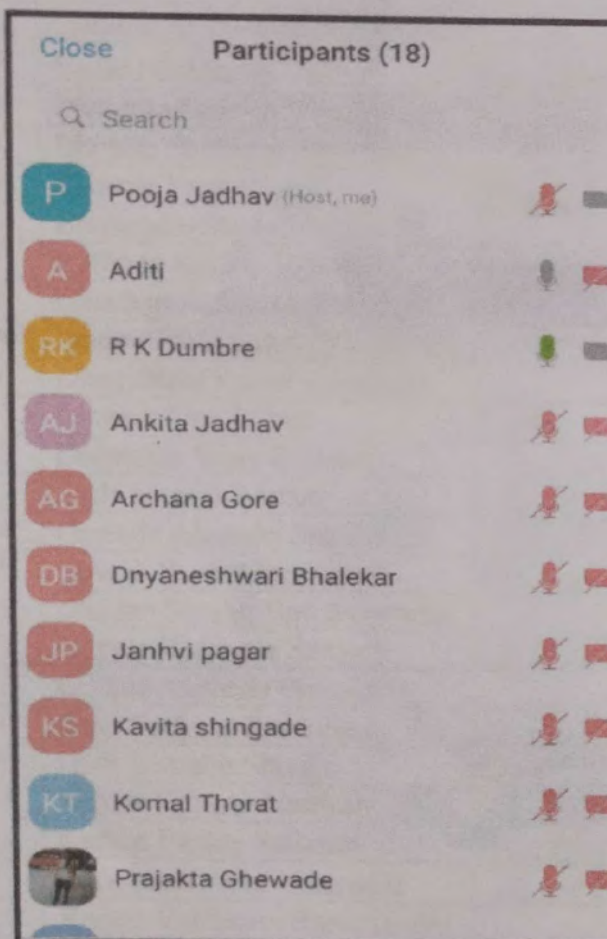 Close Participants (18)
Search
P Pooja Jadhav (Host, me)
A Aditi
RK R K Dumbre
AJ Ankita Jadhav
AG Archana Gore
DB Dnyaneshwari Bhalekar
JP Janhvi pagar
KS Kavita shingade
KT Komal Thorat
Prajakta Ghewade